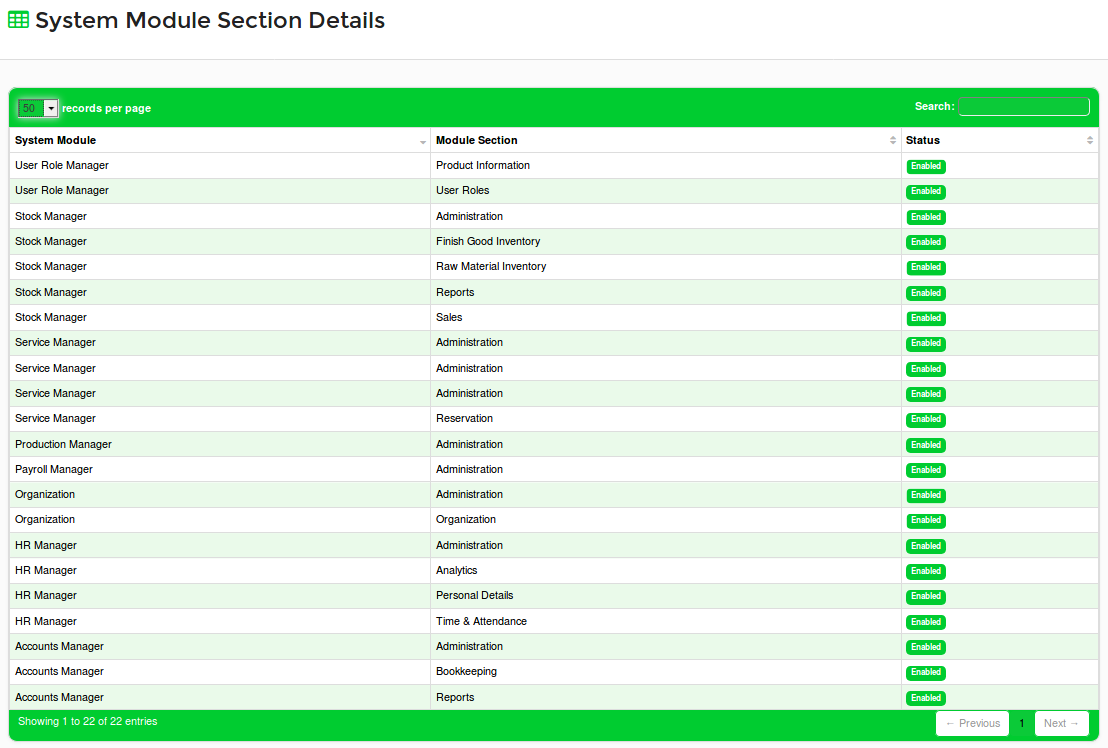 System Module Section Details
50 records per page Search:
System Module Module Section Status
User Role Manager Product Information Enabled
User Role Manager User Roles Enabled
Stock Manager Administration Enabled
Stock Manager Finish Good Inventory Enabled
Stock Manager Raw Material Inventory Enabled
Stock Manager Reports Enabled
Stock Manager Sales Enabled
Service Manager Administration Enabled
Service Manager Administration Enabled
Service Manager Administration Enabled
Service Manager Reservation Enabled
Production Manager Administration Enabled
Payroll Manager Administration Enabled
Organization Administration Enabled
Organization Organization Enabled
HR Manager Administration Enabled
HR Manager Analytics Enabled
HR Manager Personal Details Enabled
HR Manager Time & Attendance Enabled
Accounts Manager Administration Enabled
Accounts Manager Bookkeeping Enabled
Accounts Manager Reports Enabled
Showing 1 to 22 of 22 entries ← Previous 1 Next →